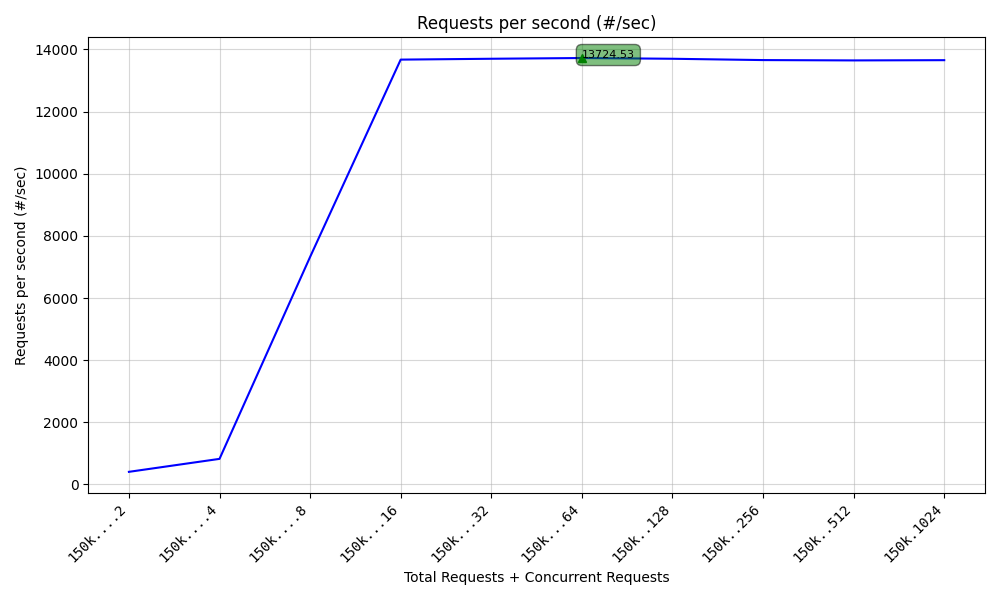 Requests per second (#/sec)
14000
13724.53
12000
10000
8000
6000
4000
2000
0
Requests per second (#/sec)
150k....2
150k....4
150k....8
150k...16
150k...32
150k...64
150k..128
150k..256
150k..512
150k.1024
Total Requests + Concurrent Requests